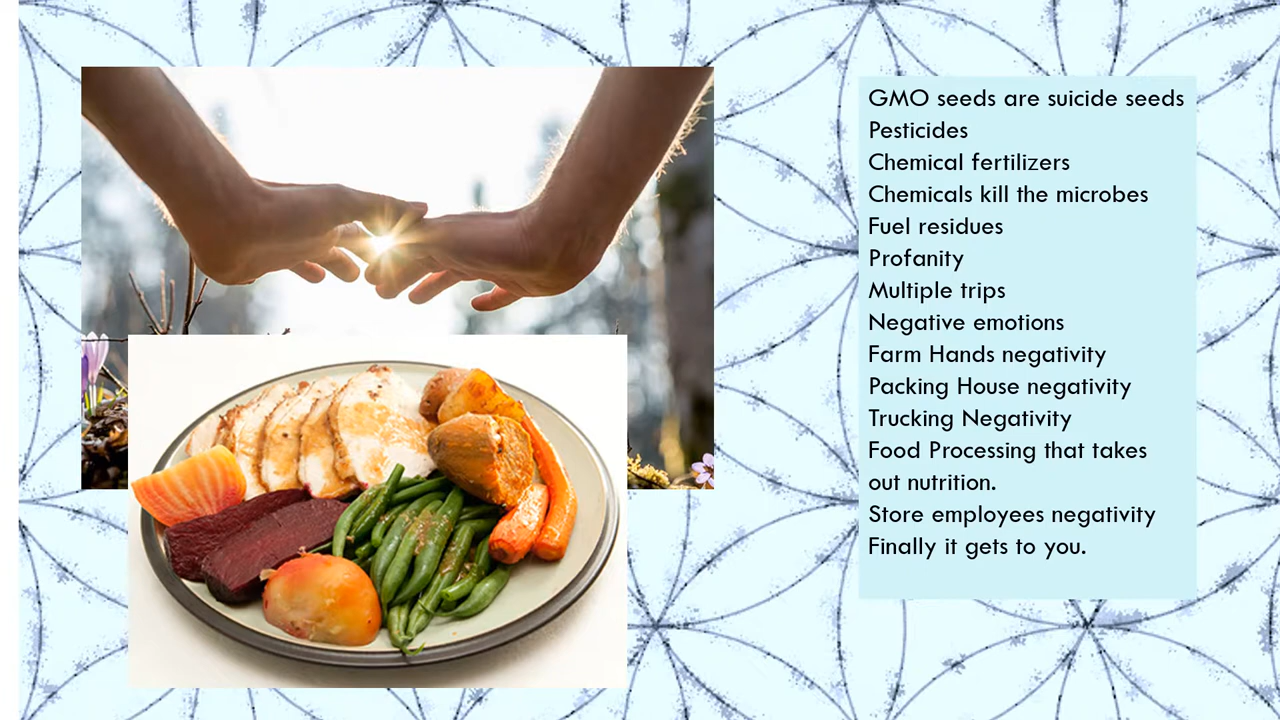 GMO seeds are suicide seeds
Pesticides
Chemical fertilizers
Chemicals kill the microbes
Fuel residues
Profanity
Multiple trips
Negative emotions
Farm Hands negativity
Packing House negativity
Trucking Negativity
Food Processing that takes
out nutrition.
Store employees negativity
Finally it gets to you.